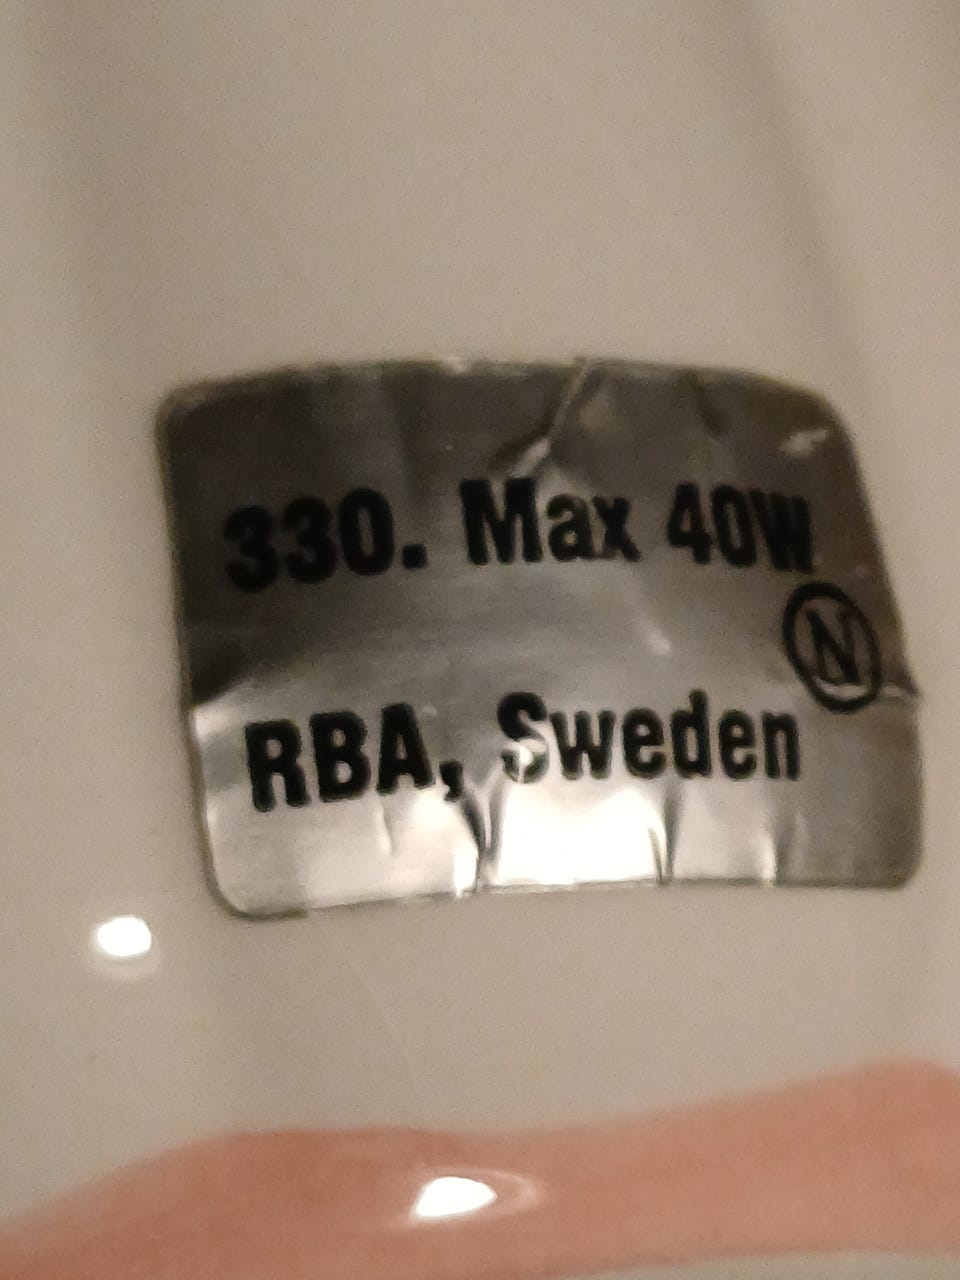 330. Max 40W
N
RBA, Sweden